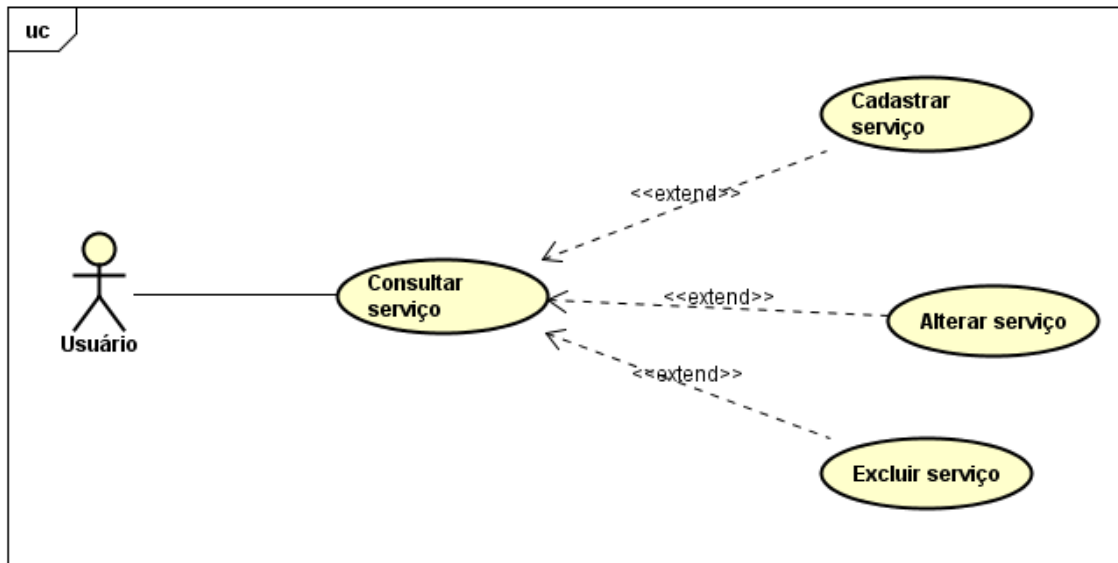 uc
Cadastrar
serviço
<<extend>>
Consultar
serviço
<<extend>>
Alterar serviço
Usuário
<<extend>>
Excluir serviço